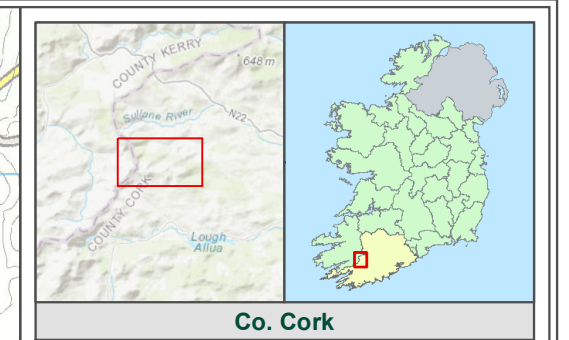 COUNTY KERRY
648 m
Sullane River
N22
COUNTY CORK
Lough
Allua
Co. Cork